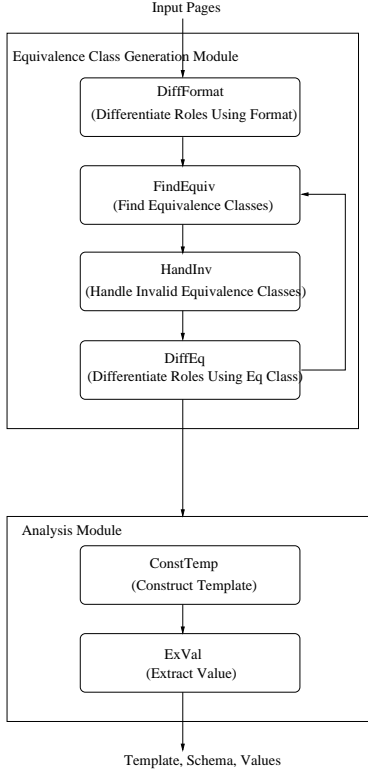 Input Pages
Equivalence Class Generation Module
DiffFormat
(Differentiate Roles Using Format)
FindEquiv
(Find Equivalence Classes)
HandInv
(Handle Invalid Equivalence Classes)
DiffEq
(Differentiate Roles Using Eq Class)
Analysis Module
ConstTemp
(Construct Template)
ExVal
(Extract Value)
Template, Schema, Values